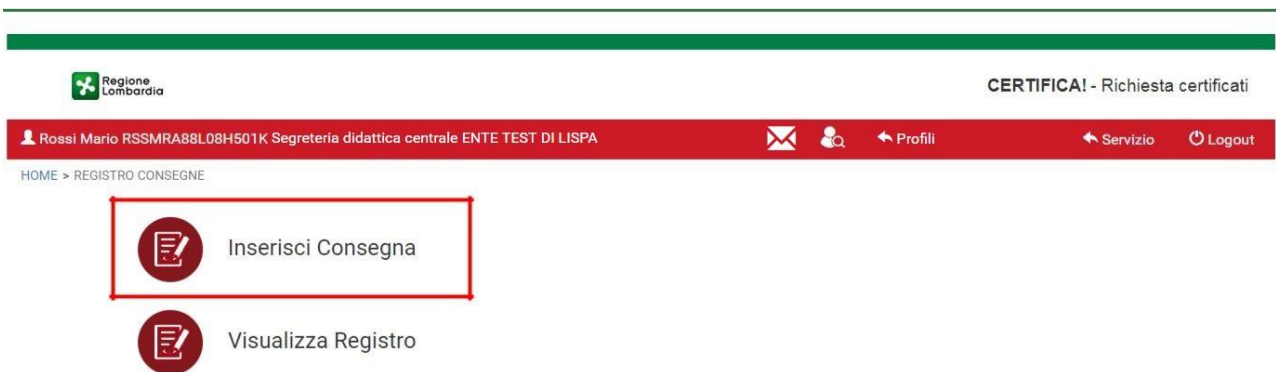 Regione
Lombardia
CERTIFICA! - Richiesta certificati
Rossi Mario RSSMRA88L08H501K Segreteria didattica centrale ENTE TEST DI LISPA Profili Servizio Logout
HOME > REGISTRO CONSEGNE
Inserisci Consegna
Visualizza Registro